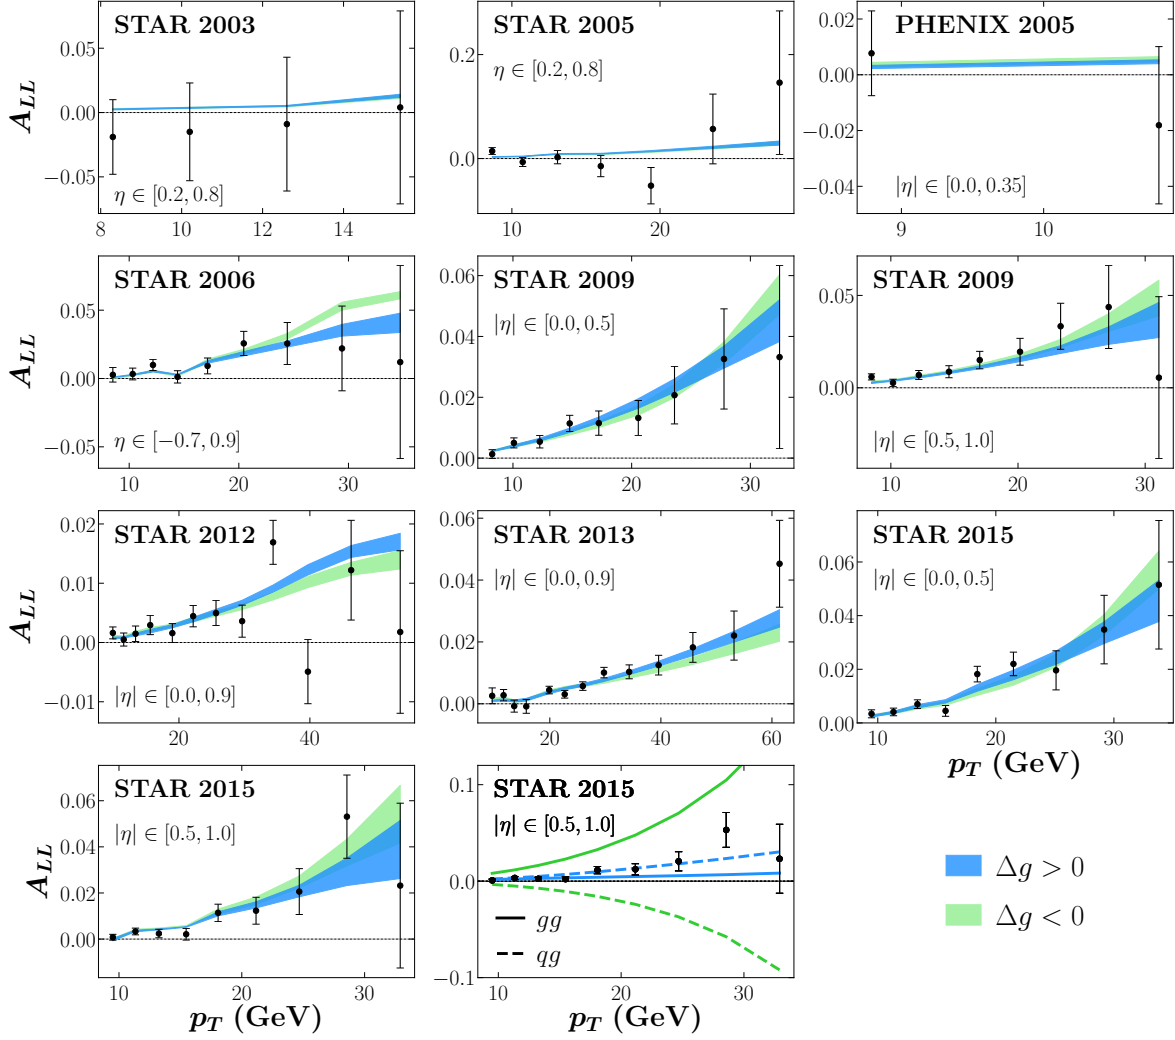 STAR 2003
η ∈ [0.2, 0.8]
A_LL
0.05
0.00
−0.05
8 10 12 14
STAR 2005
η ∈ [0.2, 0.8]
0.2
0.0
10 20
PHENIX 2005
|η| ∈ [0.0, 0.35]
0.02
0.00
−0.02
−0.04
9 10
STAR 2006
η ∈ [−0.7, 0.9]
A_LL
0.05
0.00
−0.05
10 20 30
STAR 2009
|η| ∈ [0.0, 0.5]
0.06
0.04
0.02
0.00
10 20 30
STAR 2009
|η| ∈ [0.5, 1.0]
0.05
0.00
10 20 30
STAR 2012
|η| ∈ [0.0, 0.9]
A_LL
0.02
0.01
0.00
−0.01
20 40
STAR 2013
|η| ∈ [0.0, 0.9]
0.06
0.04
0.02
0.00
10 20 30 40 50 60
STAR 2015
|η| ∈ [0.0, 0.5]
0.06
0.04
0.02
0.00
10 20 30
p_T (GeV)
STAR 2015
|η| ∈ [0.5, 1.0]
A_LL
0.06
0.04
0.02
0.00
10 20 30
p_T (GeV)
STAR 2015
|η| ∈ [0.5, 1.0]
0.1
0.0
−0.1
gg
qg
10 20 30
p_T (GeV)
Δg > 0
Δg < 0